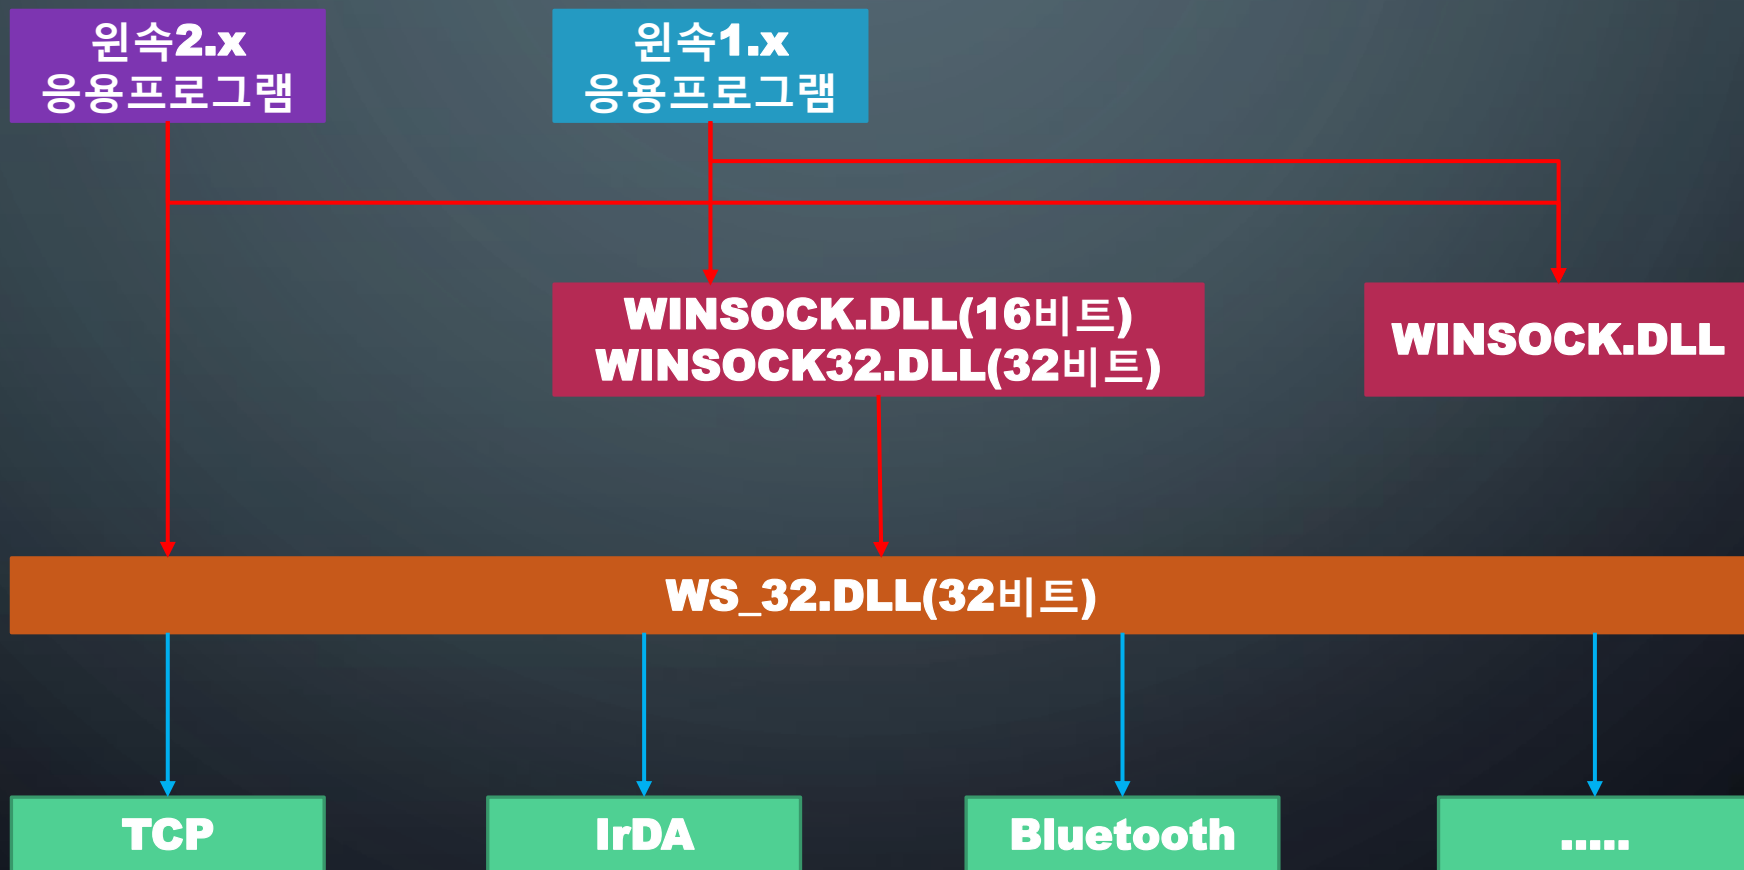 윈속2.x
응용프로그램
윈속1.x
응용프로그램
WINSOCK.DLL(16비트)
WINSOCK32.DLL(32비트)
WINSOCK.DLL
WS_32.DLL(32비트)
TCP
IrDA
Bluetooth
.....